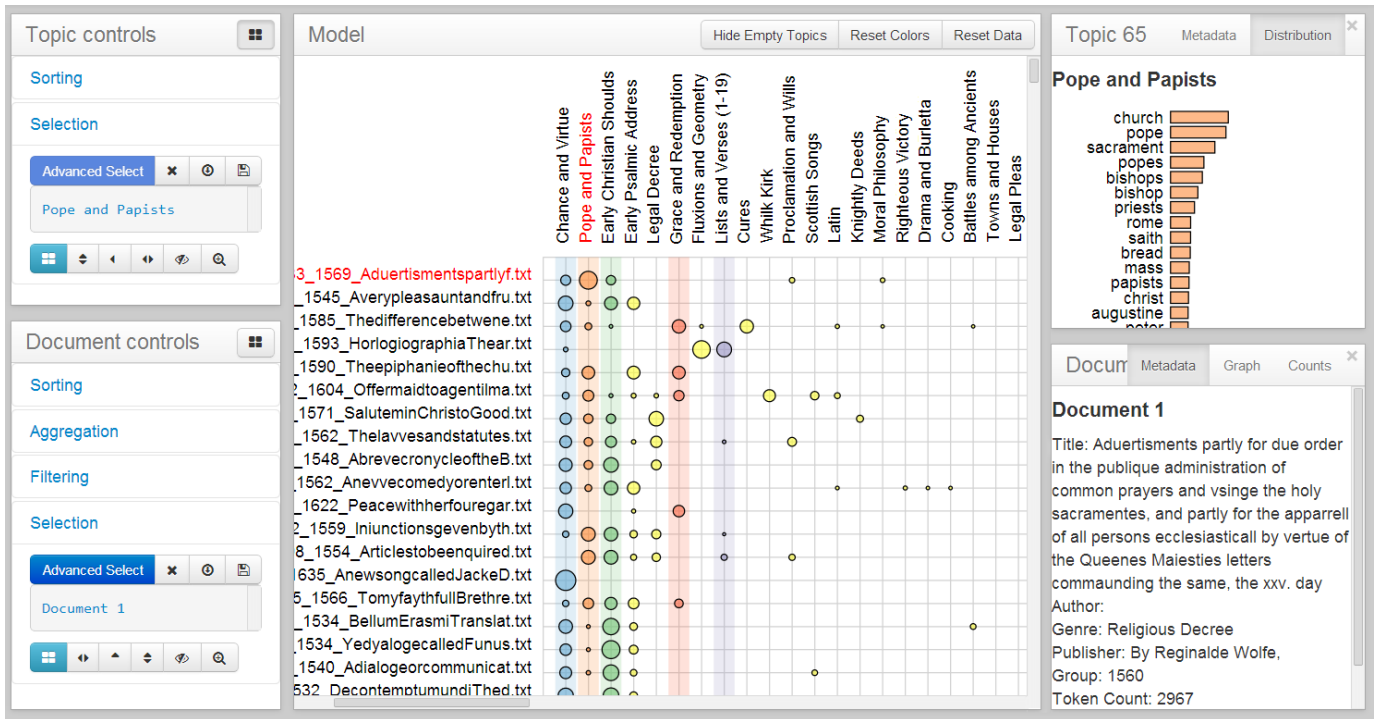 Topic controls
Sorting
Selection
Advanced Select
Pope and Papists
Document controls
Sorting
Aggregation
Filtering
Selection
Advanced Select
Document 1
Model
Hide Empty Topics
Reset Colors
Reset Data
Chance and Virtue
Pope and Papists
Early Christian Shoulds
Early Psalmic Address
Legal Decree
Grace and Redemption
Fluxions and Geometry
Lists and Verses (1-19)
Cures
Whilk Kirk
Proclamation and Wills
Scottish Songs
Latin
Knightly Deeds
Moral Philosophy
Righteous Victory
Drama and Burletta
Cooking
Battles among Ancients
Towns and Houses
Legal Pleas
3_1569_Aduertismentspartlyf.txt
_1545_Averypleasauntandfru.txt
_1585_Thedifferencebetwene.txt
_1593_HorlogiographiaThear.txt
_1590_Theepiphanieofthechu.txt
2_1604_Offermaidtoagentilma.txt
_1571_SaluteminChristoGood.txt
_1562_Thelavvesandstatutes.txt
_1548_AbrevecronycleoftheB.txt
_1562_Anevvecomedyorenterl.txt
_1622_Peacewithherfouregar.txt
2_1559_Iniunctionsgevenbyth.txt
8_1554_Articlestobeenquired.txt
1635_AnewsongcalledJackeD.txt
5_1566_TomyfaythfullBrethre.txt
_1534_BellumErasmiTranslat.txt
_1534_YedyalogecalledFunus.txt
_1540_Adialogeorcommunicat.txt
532_DecontemptumundiThed.txt
Topic 65
Metadata
Distribution
Pope and Papists
church
pope
sacrament
popes
bishops
bishop
priests
rome
saith
bread
mass
papists
christ
augustine
peter
Docum
Metadata
Graph
Counts
Document 1
Title: Aduertisments partly for due order
in the publique administration of
common prayers and vsinge the holy
sacramentes, and partly for the apparrell
of all persons ecclesiasticall by vertue of
the Queenes Maiesties letters
commaunding the same, the xxv. day
Author:
Genre: Religious Decree
Publisher: By Reginalde Wolfe,
Group: 1560
Token Count: 2967